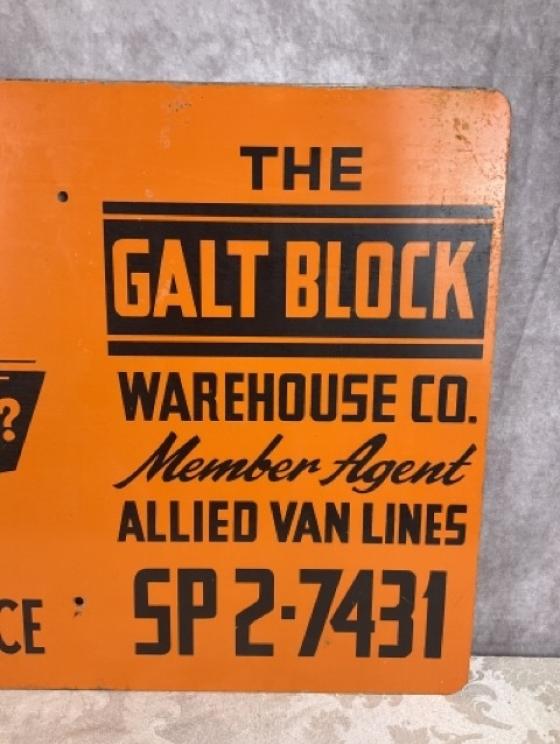 THE
GALT BLOCK
WAREHOUSE CO.
Member Agent
ALLIED VAN LINES
SP 2-7431
?
CE